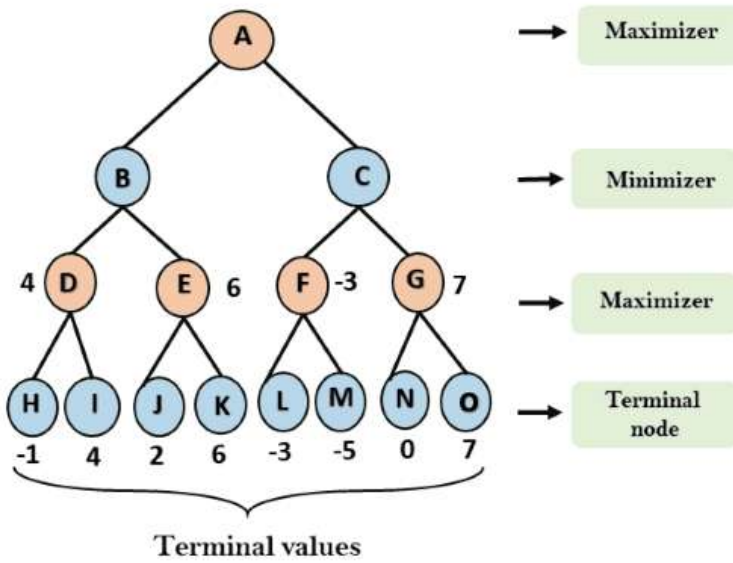 A
Maximizer
B
C
Minimizer
4 D
E 6
F -3
G 7
Maximizer
H I J K L M N O
Terminal
node
-1 4 2 6 -3 -5 0 7
Terminal values